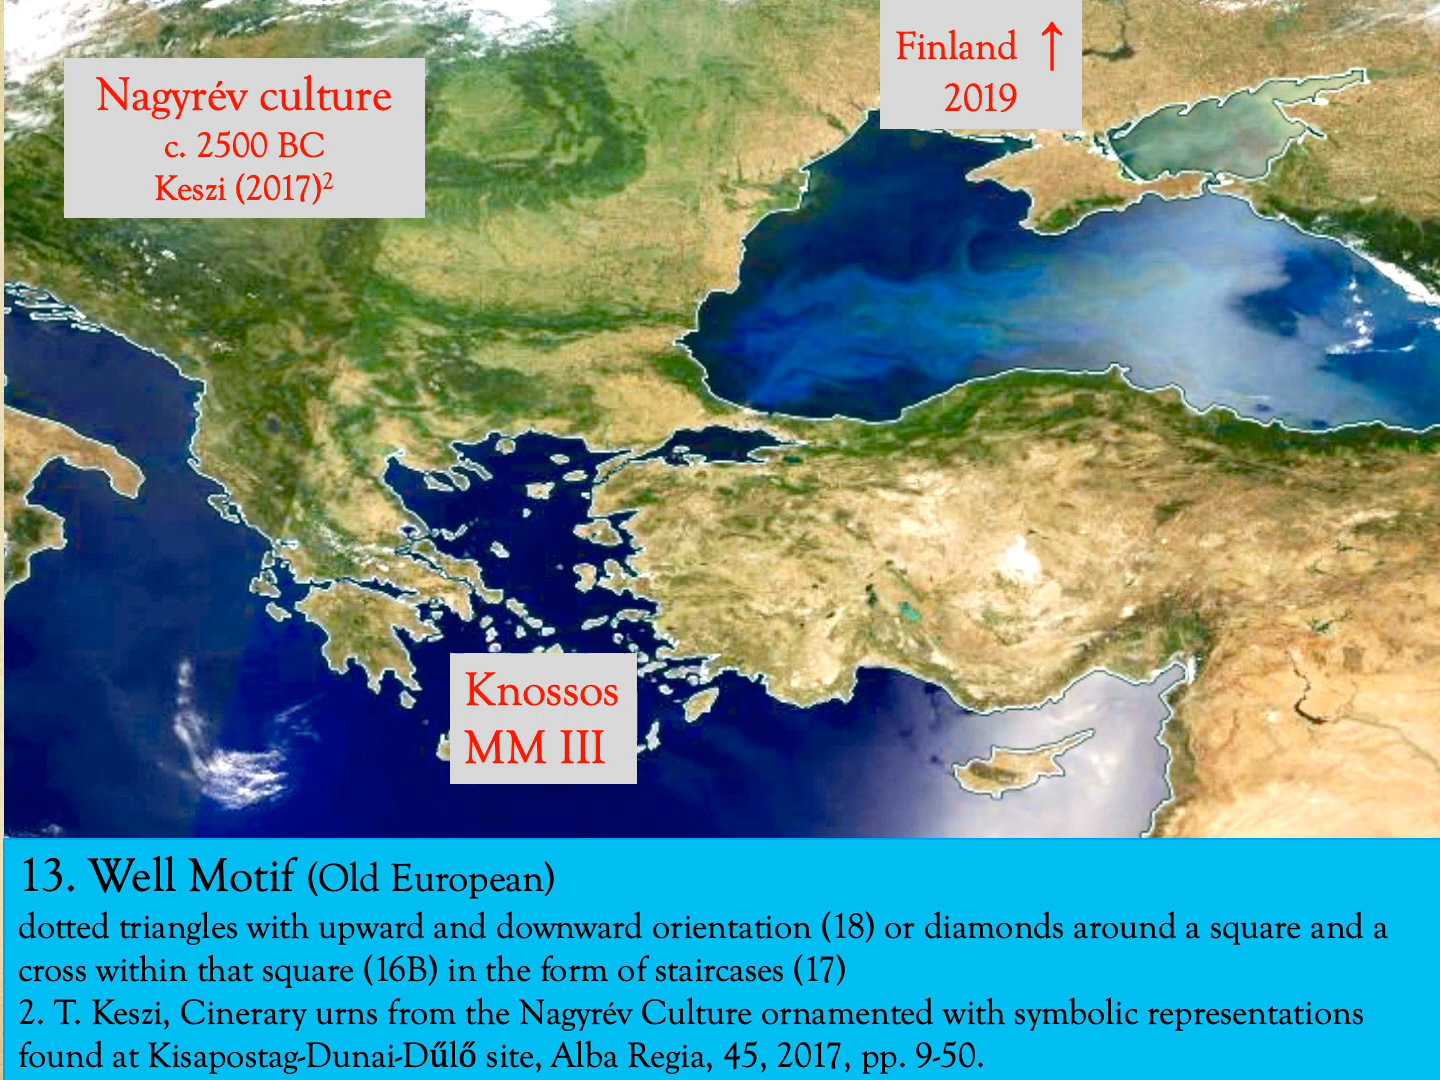 Finland ↑
2019
Nagyrév culture
c. 2500 BC
Keszi (2017)²
Knossos
MM III
13. Well Motif (Old European)
dotted triangles with upward and downward orientation (18) or diamonds around a square and a
cross within that square (16B) in the form of staircases (17)
2. T. Keszi, Cinerary urns from the Nagyrév Culture ornamented with symbolic representations
found at Kisapostag-Dunai-Dűlő site, Alba Regia, 45, 2017, pp. 9-50.